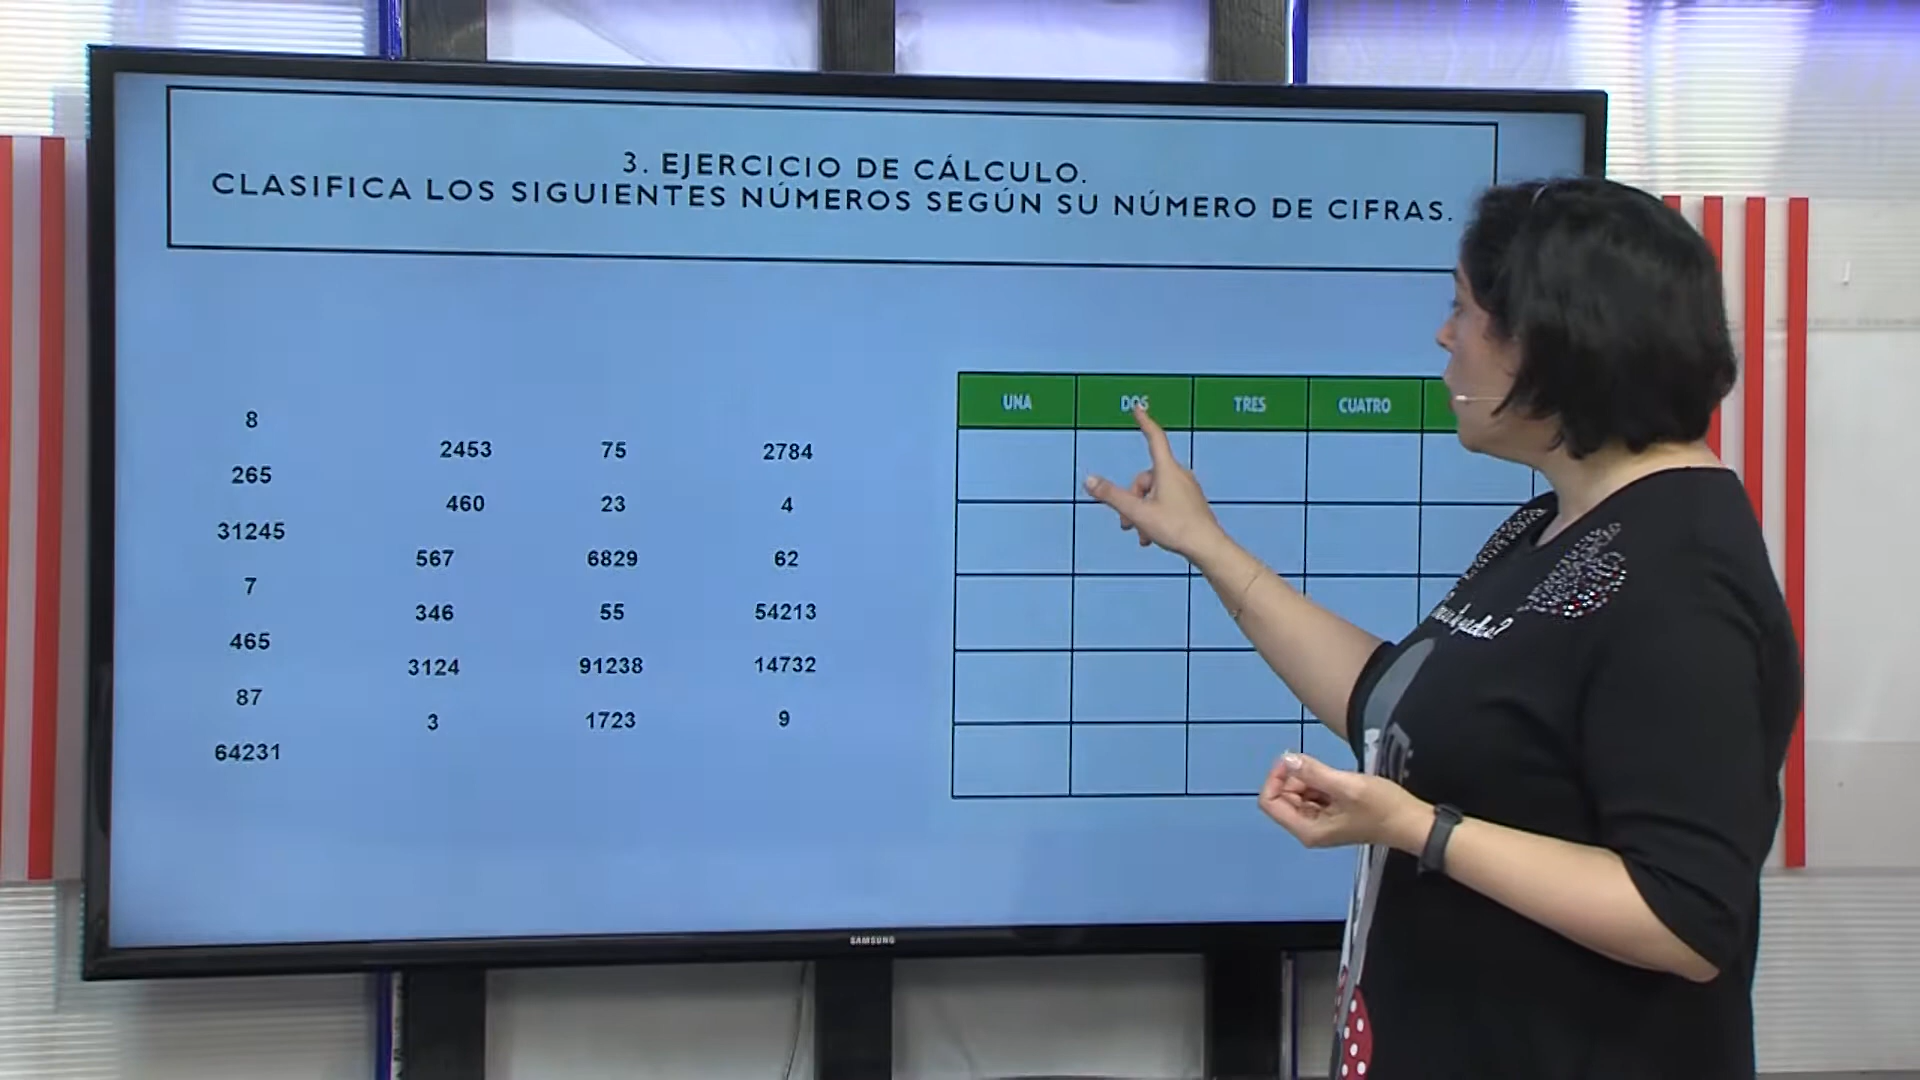 3. EJERCICIO DE CÁLCULO.
CLASIFICA LOS SIGUIENTES NÚMEROS SEGÚN SU NÚMERO DE CIFRAS.
8
265
31245
7
465
87
64231
2453 75 2784
460 23 4
567 6829 62
346 55 54213
3124 91238 14732
3 1723 9
UNA DOS TRES CUATRO
SAMSUNG